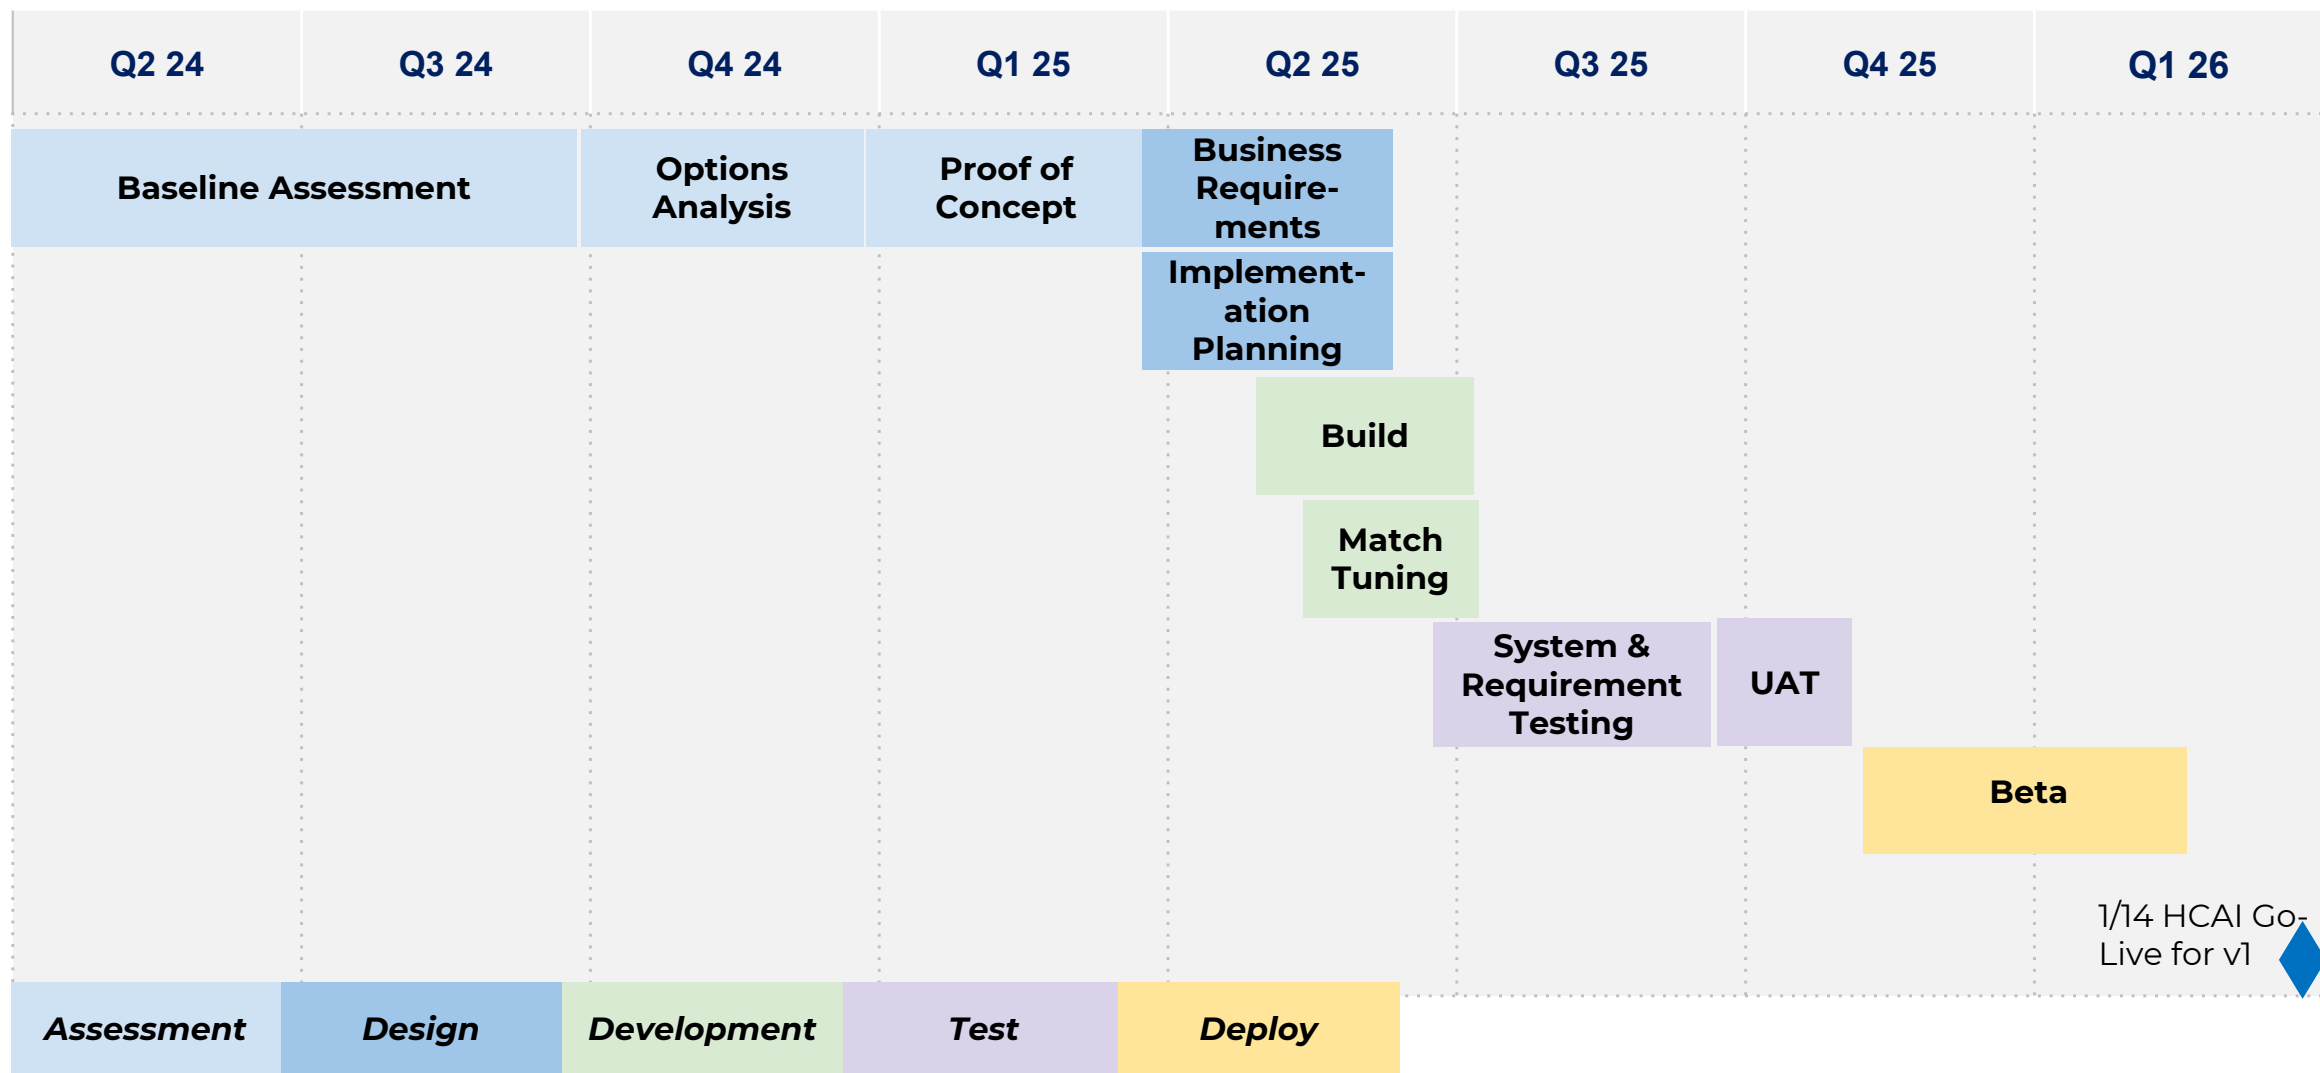 Q2 24
Q3 24
Q4 24
Q1 25
Q2 25
Q3 25
Q4 25
Q1 26
Baseline Assessment
Options
Analysis
Proof of
Concept
Business
Require-
ments
Implement-
ation
Planning
Build
Match
Tuning
System &
Requirement
Testing
UAT
Beta
1/14 HCAI Go-
Live for v1
Assessment
Design
Development
Test
Deploy